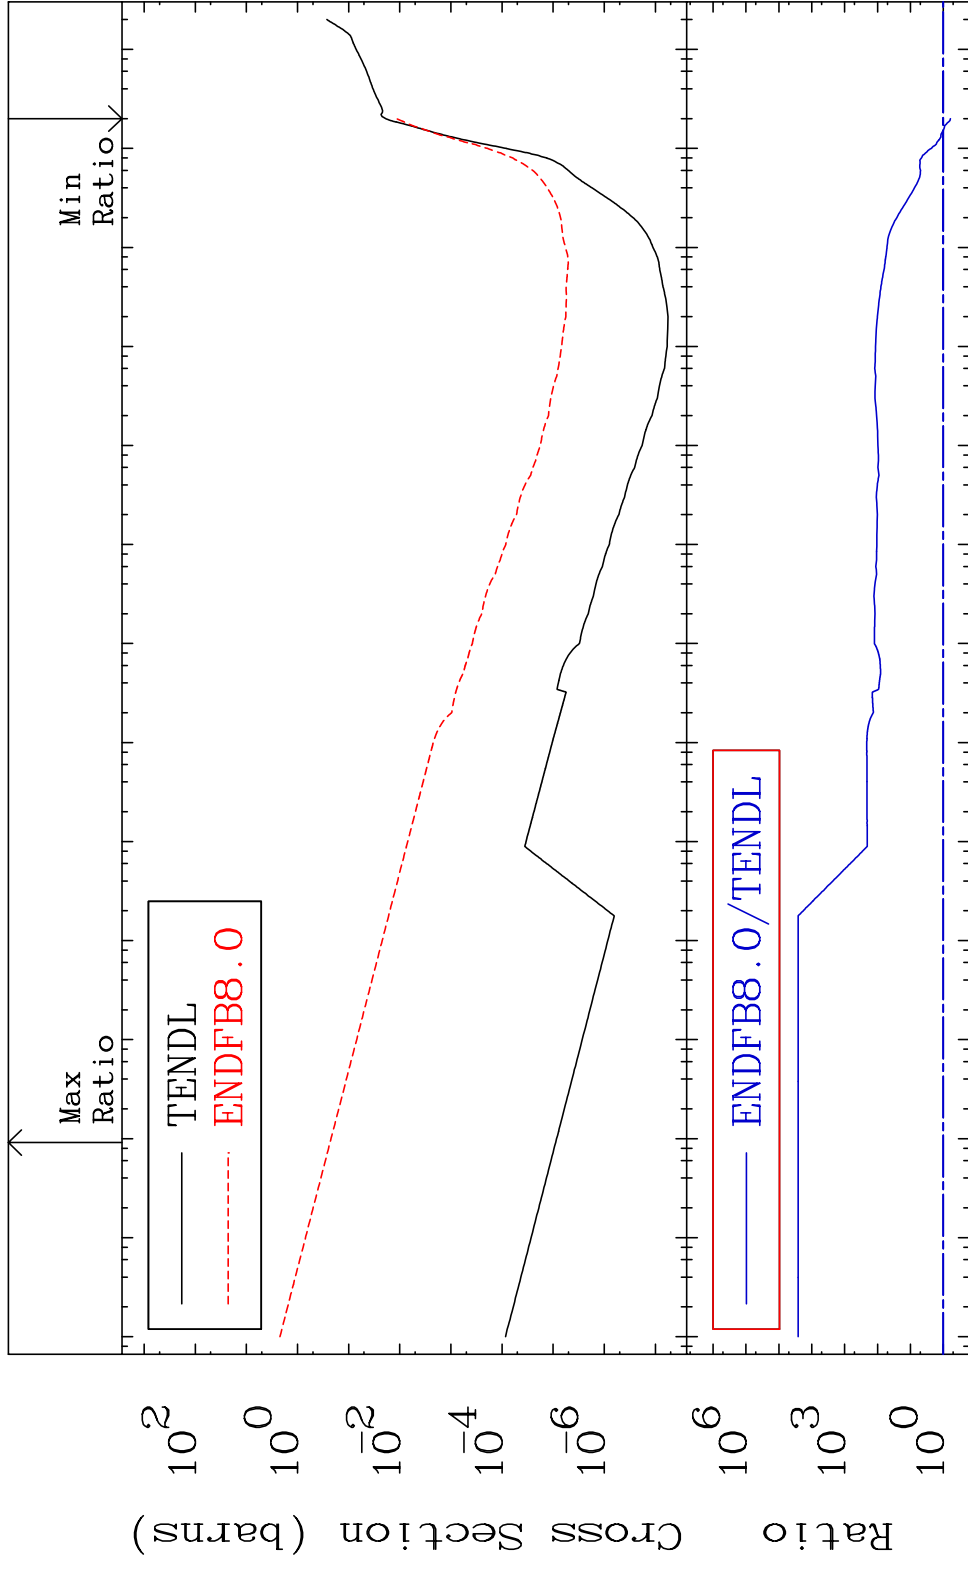 Max
Ratio
Min
Ratio
TENDL
ENDFB8.0
10 2
10 0
10 -2
10 -4
10 -6
Cross Section (barns)
ENDFB8.0/TENDL
10 6
10 3
10 0
Ratio